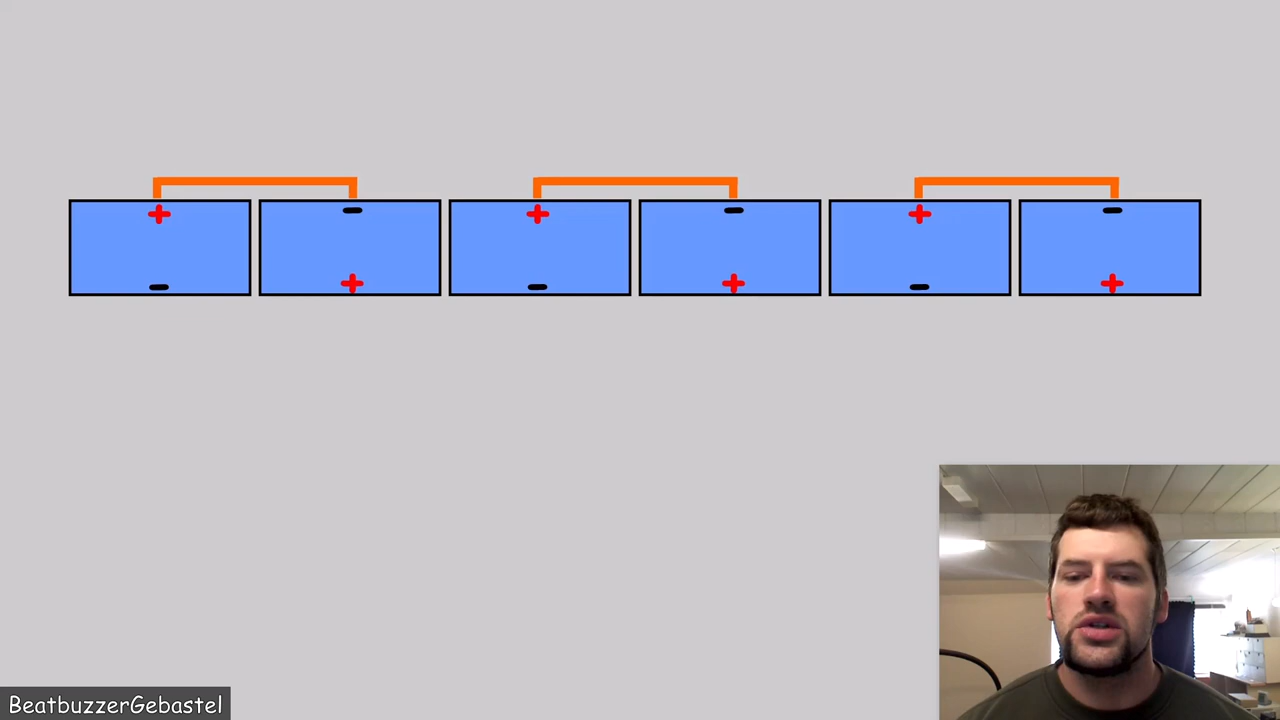 + - + - + -
- + - + - +
BeatbuzzerGebastel